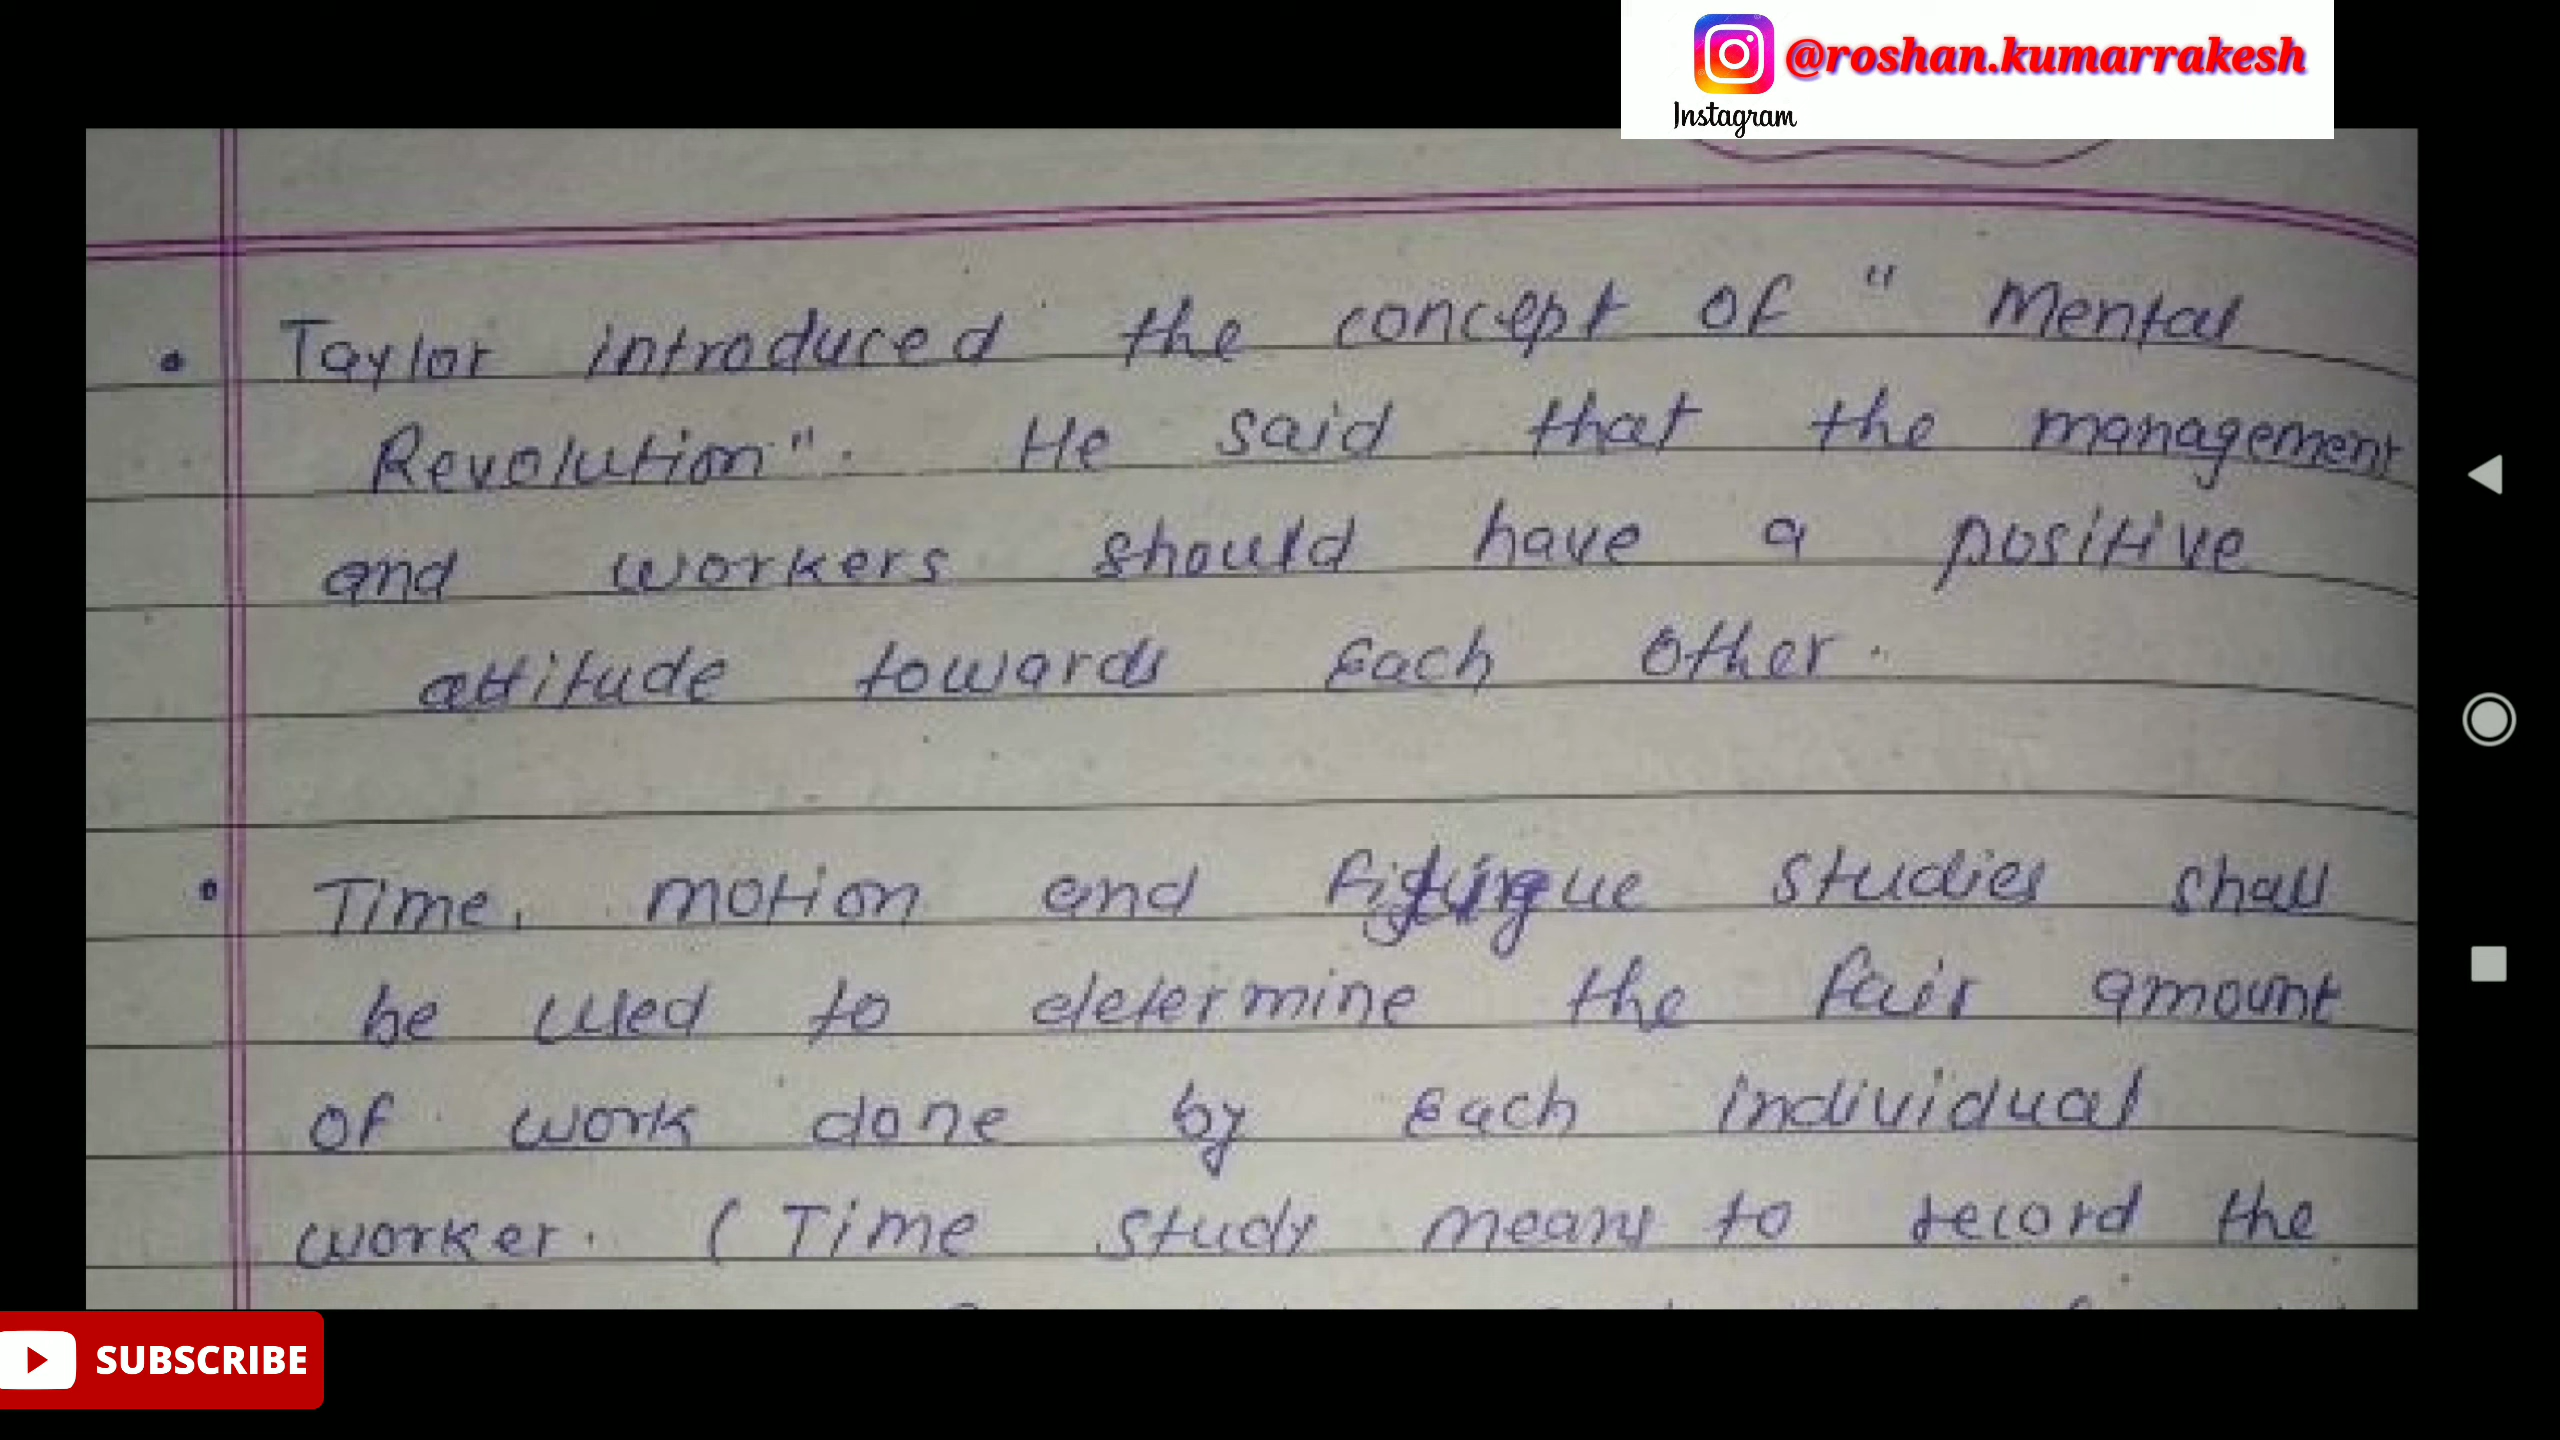 @roshan.kumarrakesh
Instagram
• Taylor introduced the concept of " Mental
Revolution". He said that the management
and workers should have a positive
attitude towards Each other.
• Time, motion and studies shall
be used to determine the fair amount
of work done by Each individual
worker. ( Time study means to record the
SUBSCRIBE